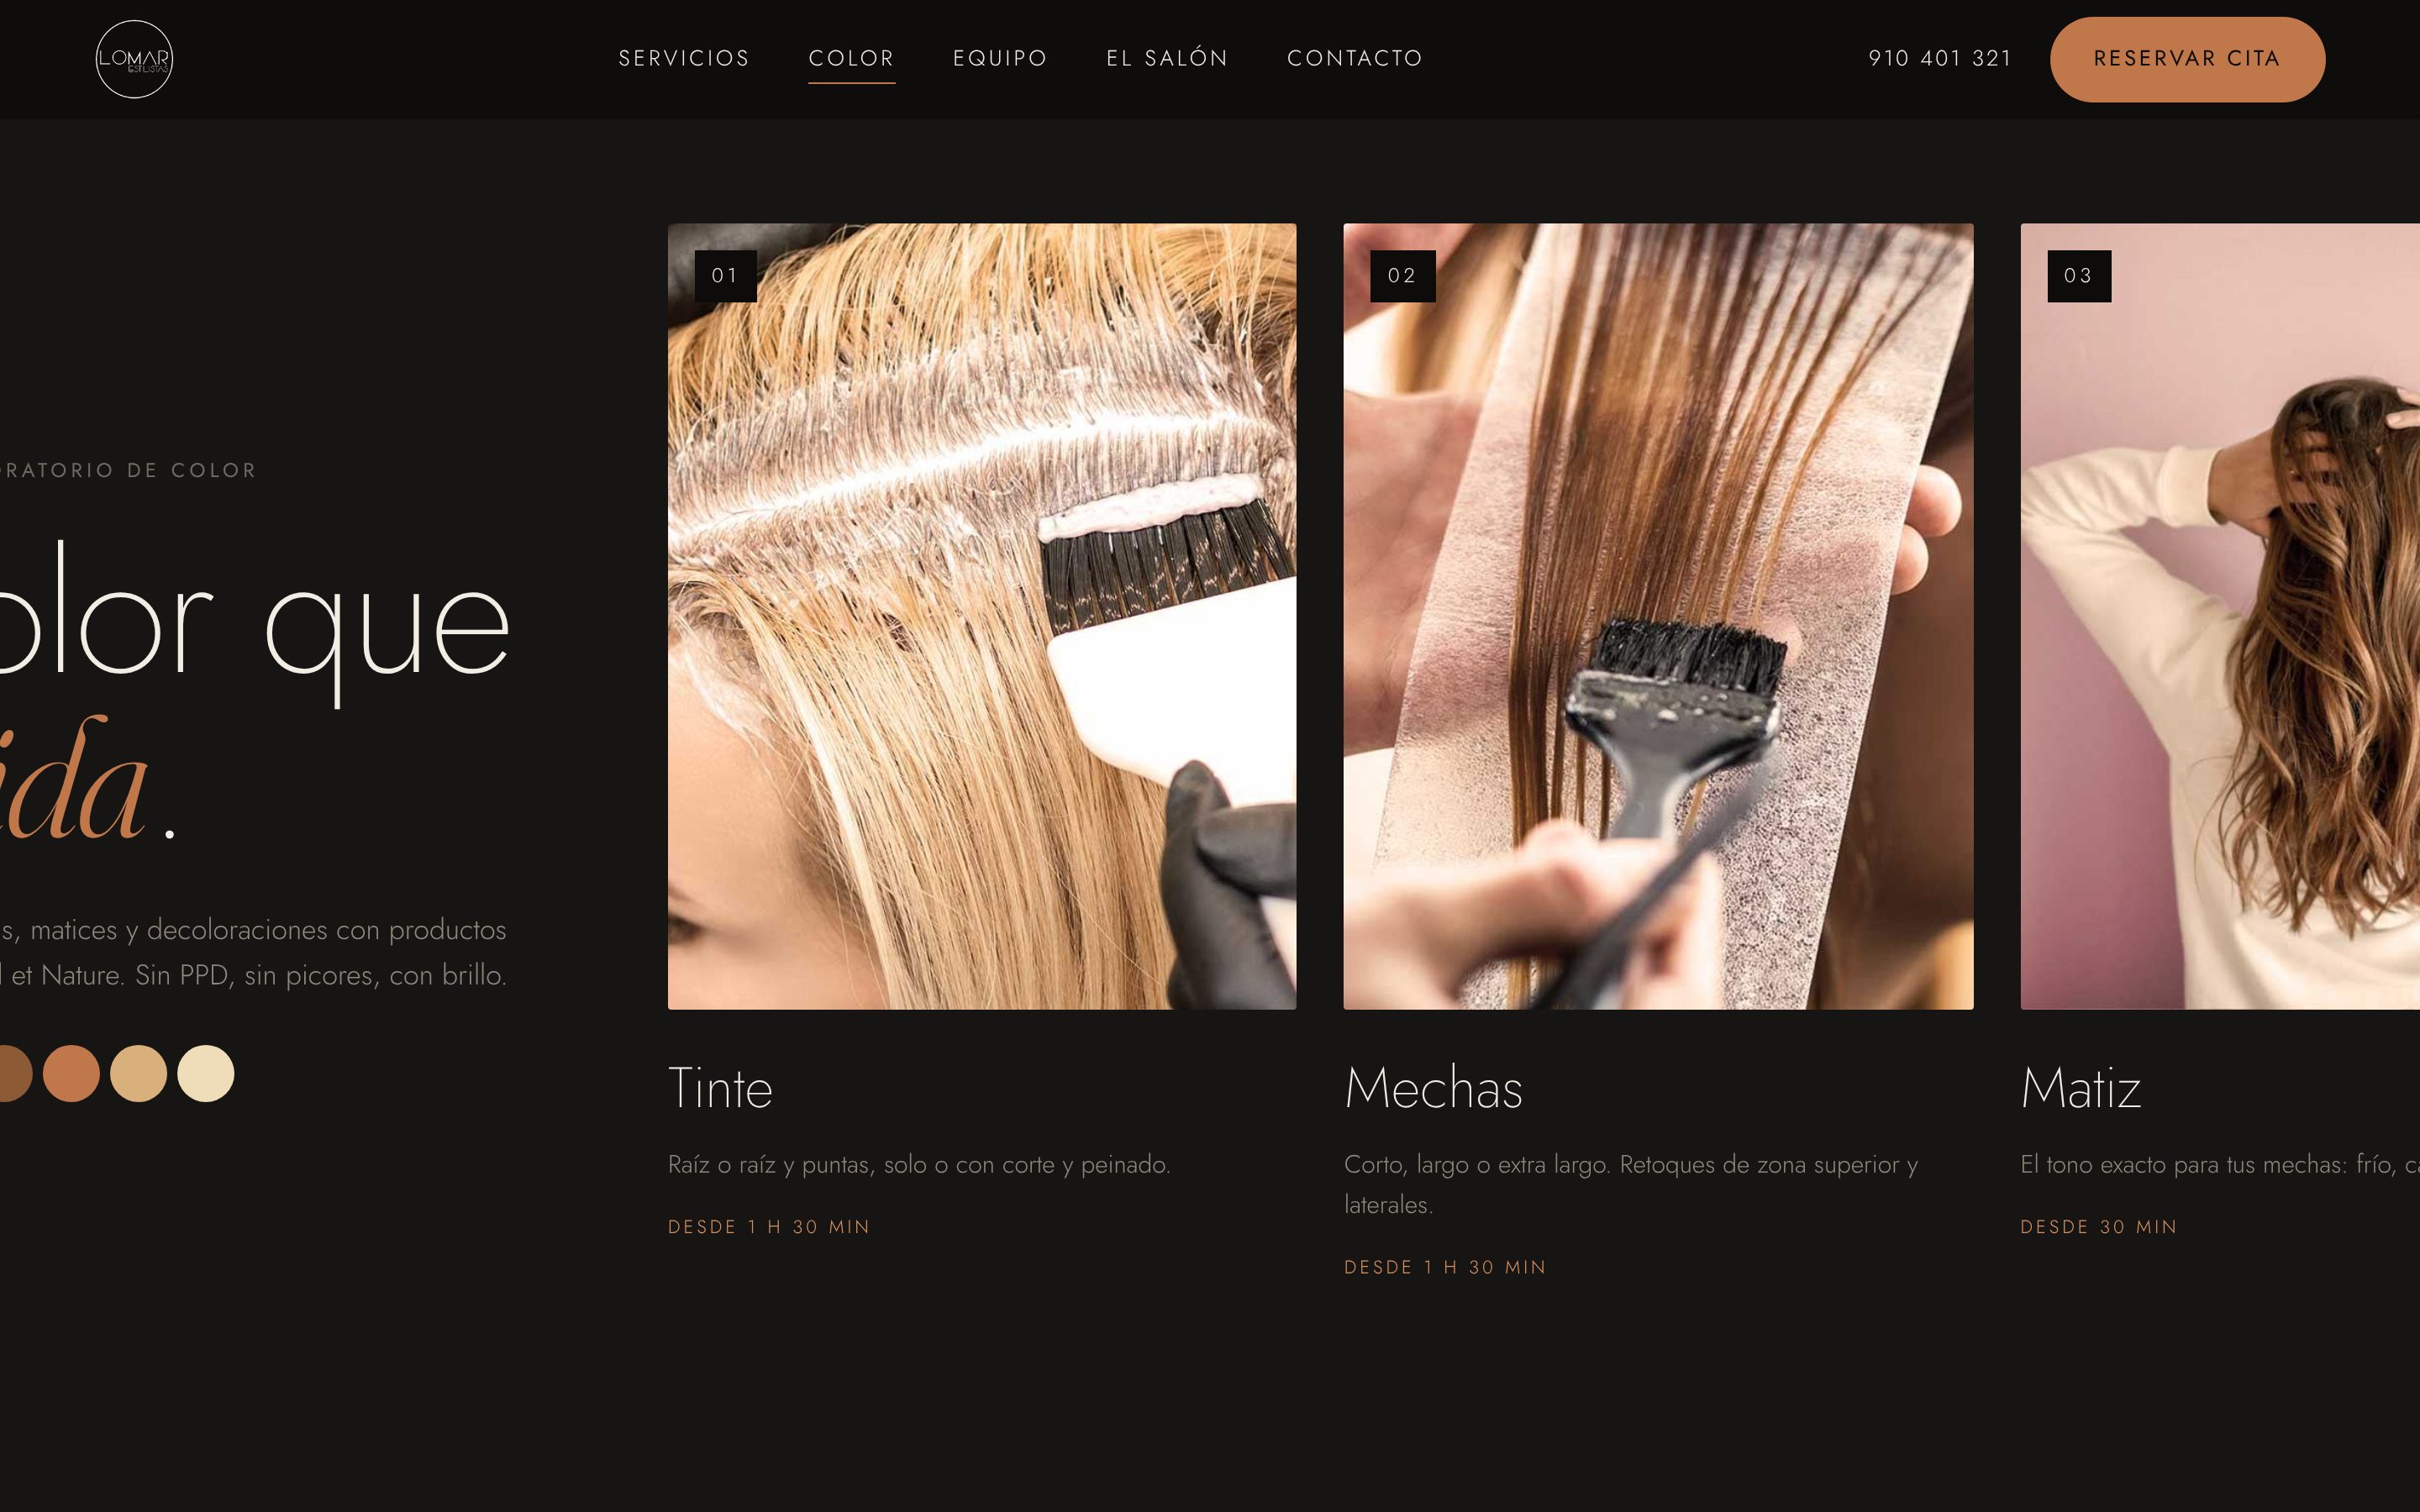 LOMAR
ESTILISTAS
SERVICIOS COLOR EQUIPO EL SALÓN CONTACTO
910 401 321
RESERVAR CITA
ORATORIO DE COLOR
olor que
ida.
s, matices y decoloraciones con productos
l et Nature. Sin PPD, sin picores, con brillo.
01
Tinte
Raíz o raíz y puntas, solo o con corte y peinado.
DESDE 1 H 30 MIN
02
Mechas
Corto, largo o extra largo. Retoques de zona superior y
laterales.
DESDE 1 H 30 MIN
03
Matiz
El tono exacto para tus mechas: frío, c
DESDE 30 MIN